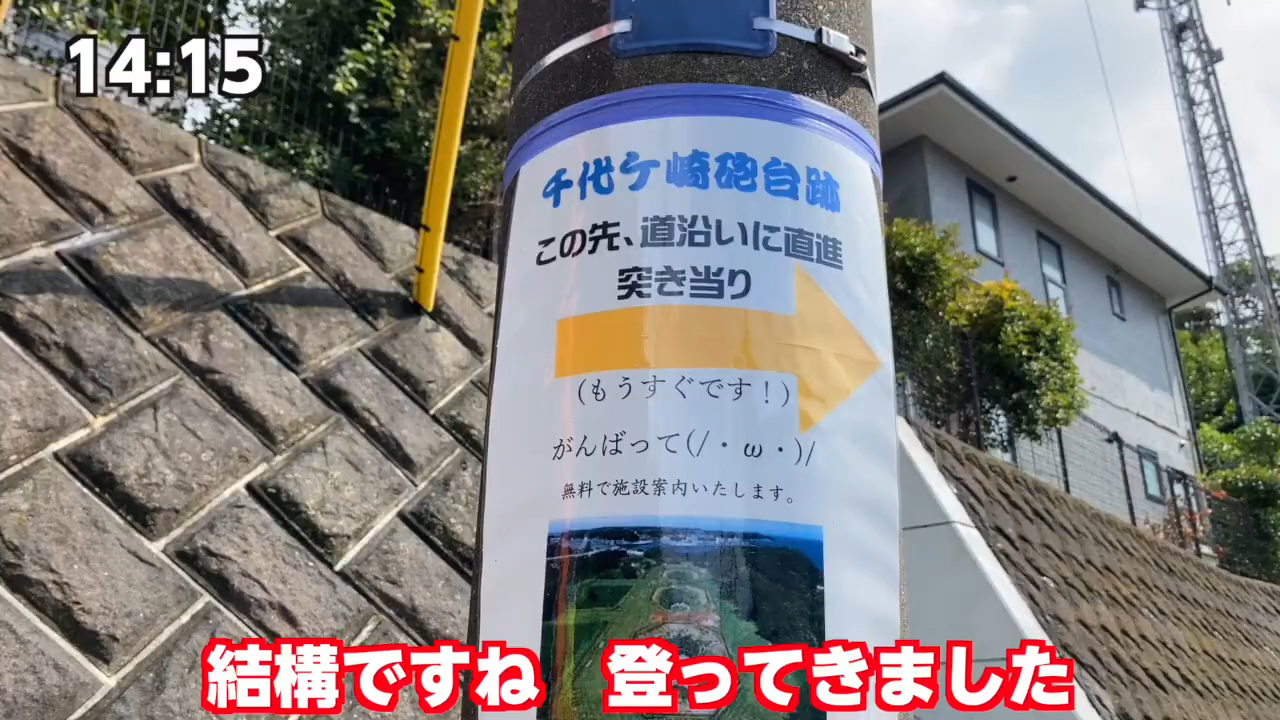 14:15
千代ケ崎砲台跡
この先、道沿いに直進
突き当り
(もうすぐです!)
がんばって(/・ω・)/
無料で施設案内いたします。
結構ですね　登ってきました